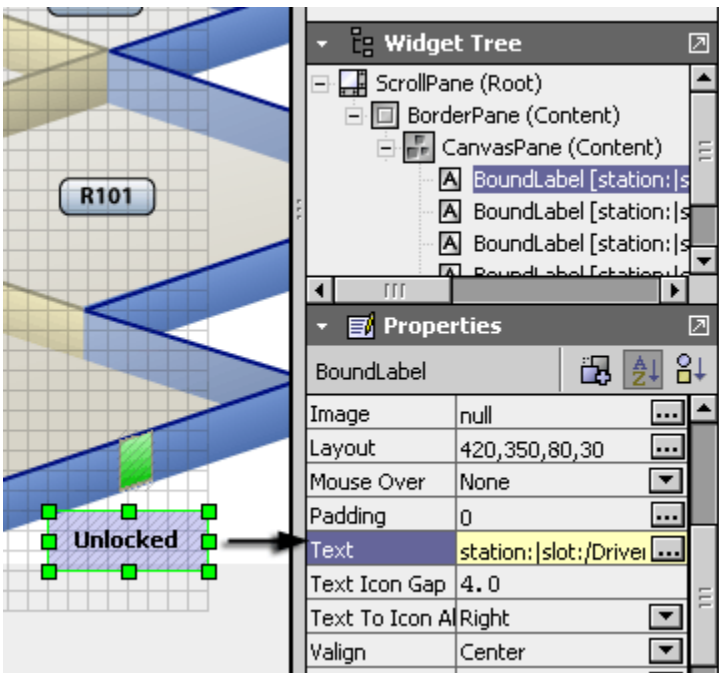 R101
Unlocked
Widget Tree
ScrollPane (Root)
BorderPane (Content)
CanvasPane (Content)
BoundLabel [station:|s
BoundLabel [station:|s
BoundLabel [station:|s
BoundLabel [station:|s
Properties
BoundLabel
Image null
Layout 420,350,80,30
Mouse Over None
Padding 0
Text station:|slot:/Driver
Text Icon Gap 4.0
Text To Icon Al Right
Valign Center